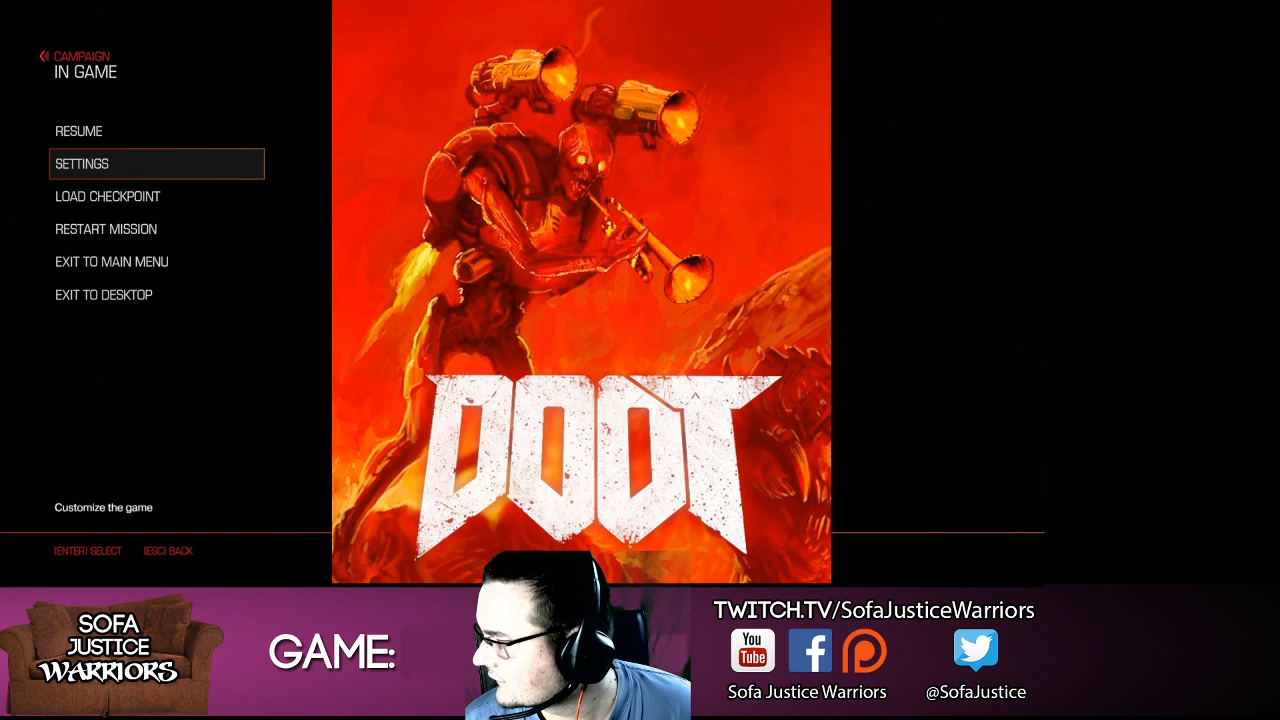 CAMPAIGN
IN GAME
RESUME
SETTINGS
LOAD CHECKPOINT
RESTART MISSION
EXIT TO MAIN MENU
EXIT TO DESKTOP
Customize the game
[ENTER] SELECT [ESC] BACK
DOOT
SOFA
JUSTICE
WARRIORS
GAME:
TWITCH.TV/SofaJusticeWarriors
You
Tube
Sofa Justice Warriors
@SofaJustice